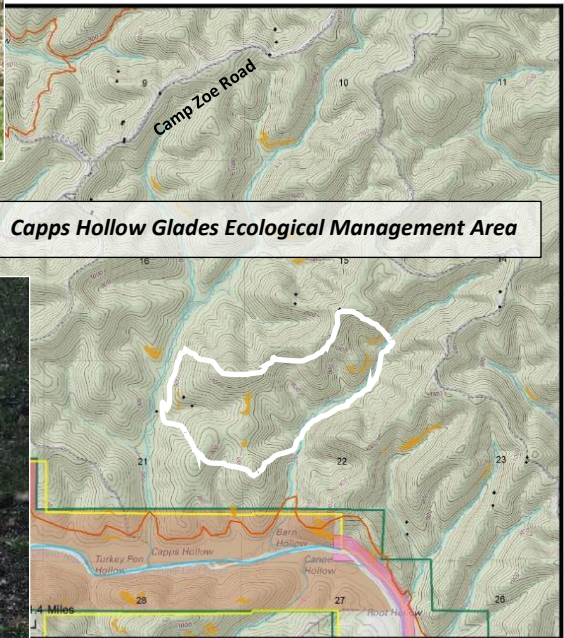 9
10
11
Camp Zoe Road
Capps Hollow Glades Ecological Management Area
16
15
14
21
22
23
Turkey Pen
Hollow
Capps Hollow
Barn
Hollow
Canoe
Hollow
28
27
26
1.4 Miles
Root Hollow